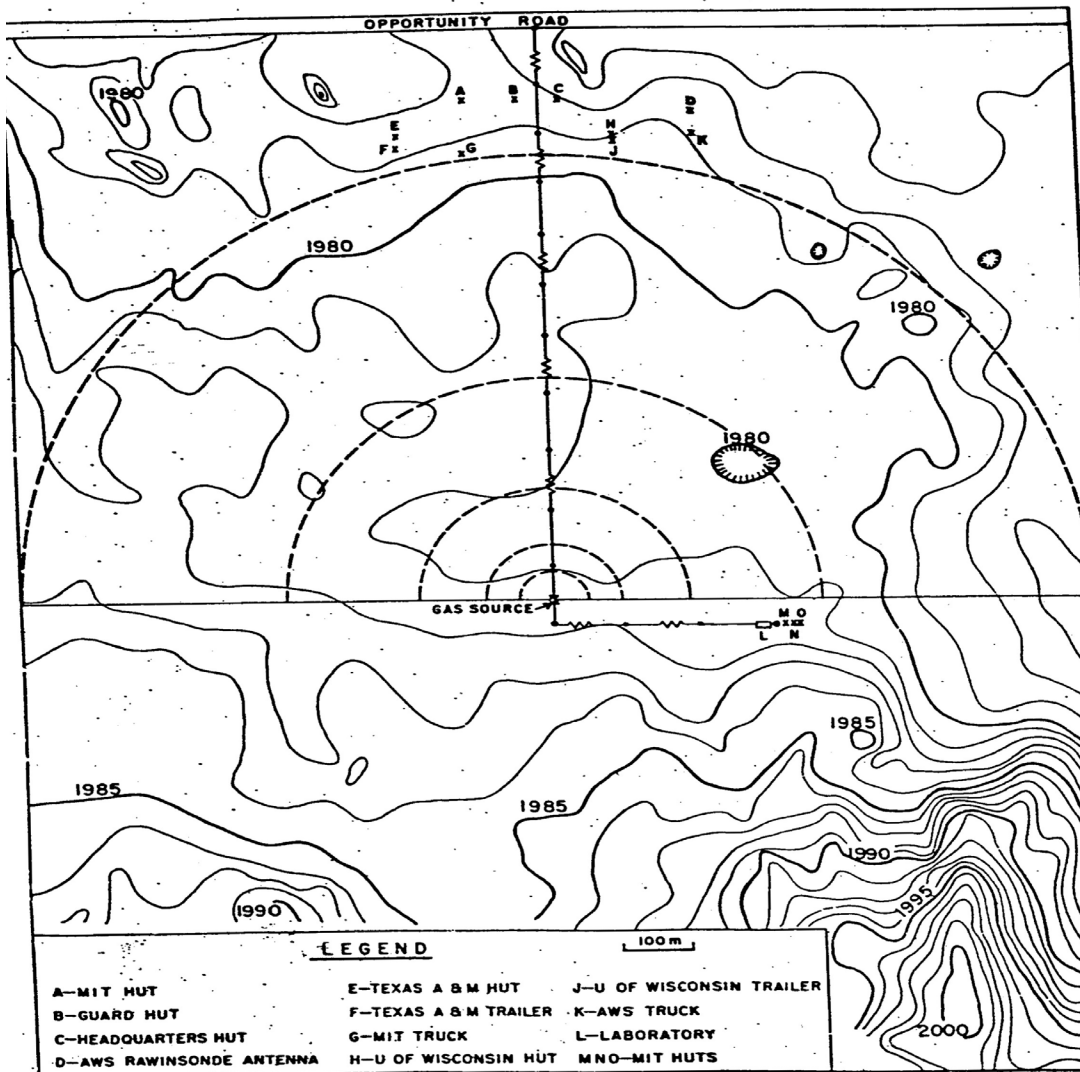 OPPORTUNITY ROAD
1980
A
B
C
D
E
H
F
G
J
K
1980
1980
1980
GAS SOURCE
M O
L
N
1985
1985
1985
1990
1990
1995
2000
LEGEND
100 m
A—MIT HUT
B—GUARD HUT
C—HEADQUARTERS HUT
D—AWS RAWINSONDE ANTENNA
E—TEXAS A & M HUT
F—TEXAS A & M TRAILER
G—MIT TRUCK
H—U OF WISCONSIN HUT
J—U OF WISCONSIN TRAILER
K—AWS TRUCK
L—LABORATORY
MNO—MIT HUTS